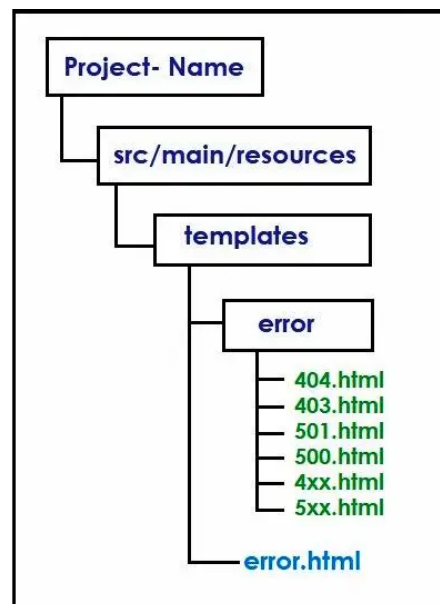 Project- Name
src/main/resources
templates
error
404.html
403.html
501.html
500.html
4xx.html
5xx.html
error.html